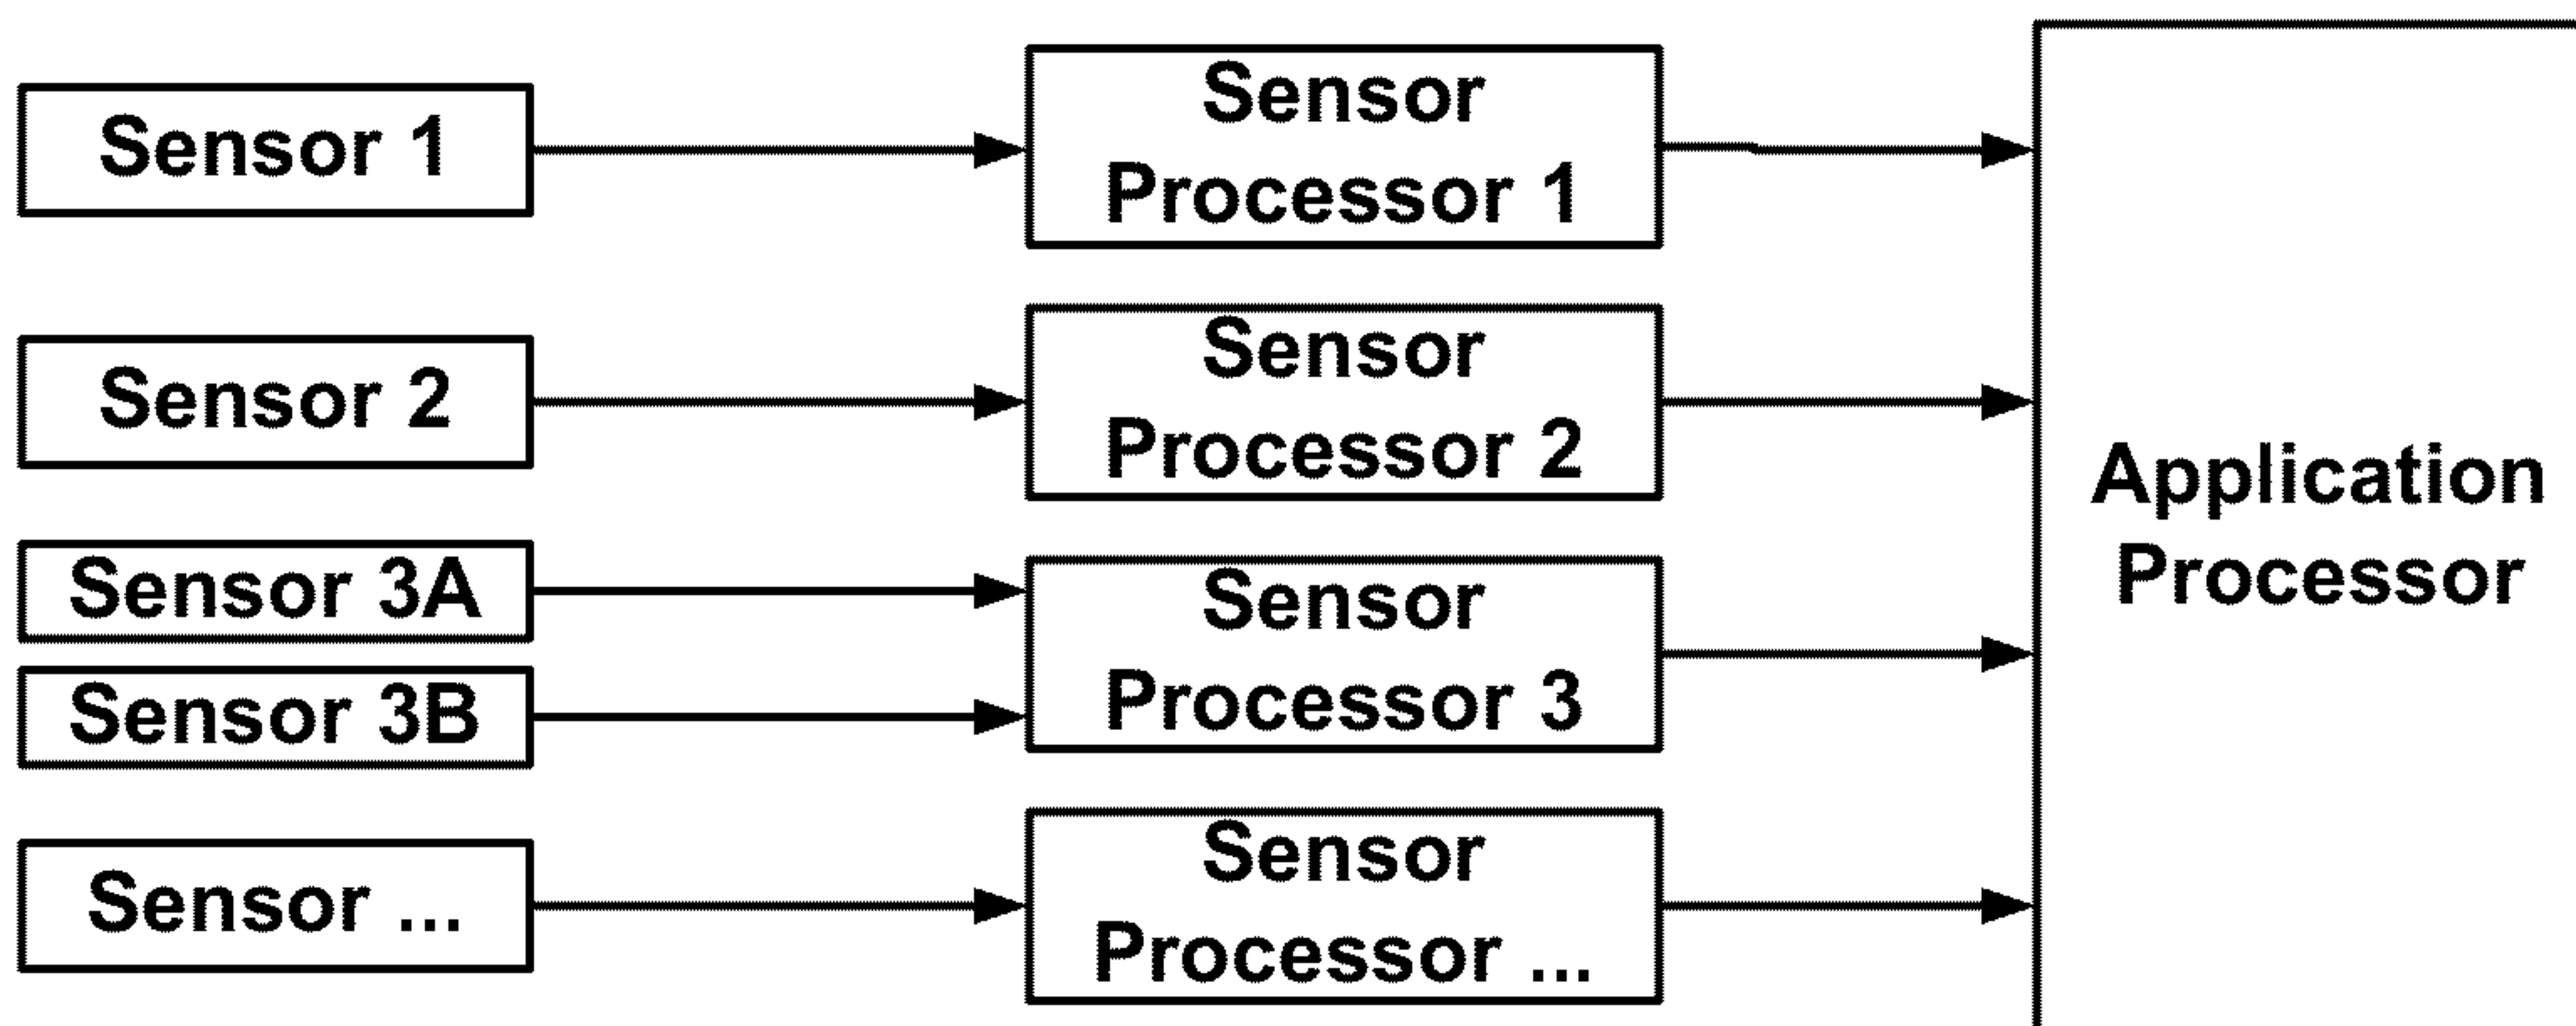 Sensor 1
Sensor
Processor 1
Sensor 2
Sensor
Processor 2
Sensor 3A
Sensor 3B
Sensor
Processor 3
Sensor ...
Sensor
Processor ...
Application
Processor